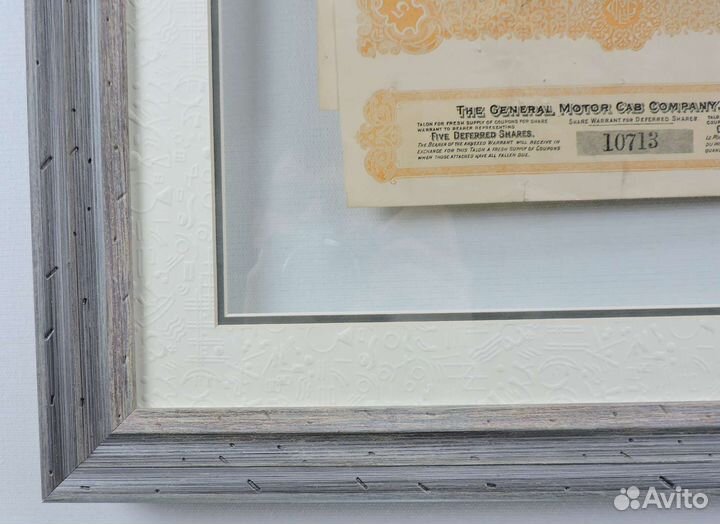 THE GENERAL MOTOR CAB COMPANY
TALON FOR FRESH SUPPLY OF COUPONS FOR SHARE
WARRANT TO BEARER REPRESENTING
FIVE DEFERRED SHARES.
THE BEARER OF THE ANNEXED WARRANT WILL RECEIVE IN
EXCHANGE FOR THIS TALON A FRESH SUPPLY OF COUPONS
WHEN THOSE ATTACHED HAVE ALL FALLEN DUE.
SHARE WARRANT FOR DEFERRED SHARES.
10713
Avito